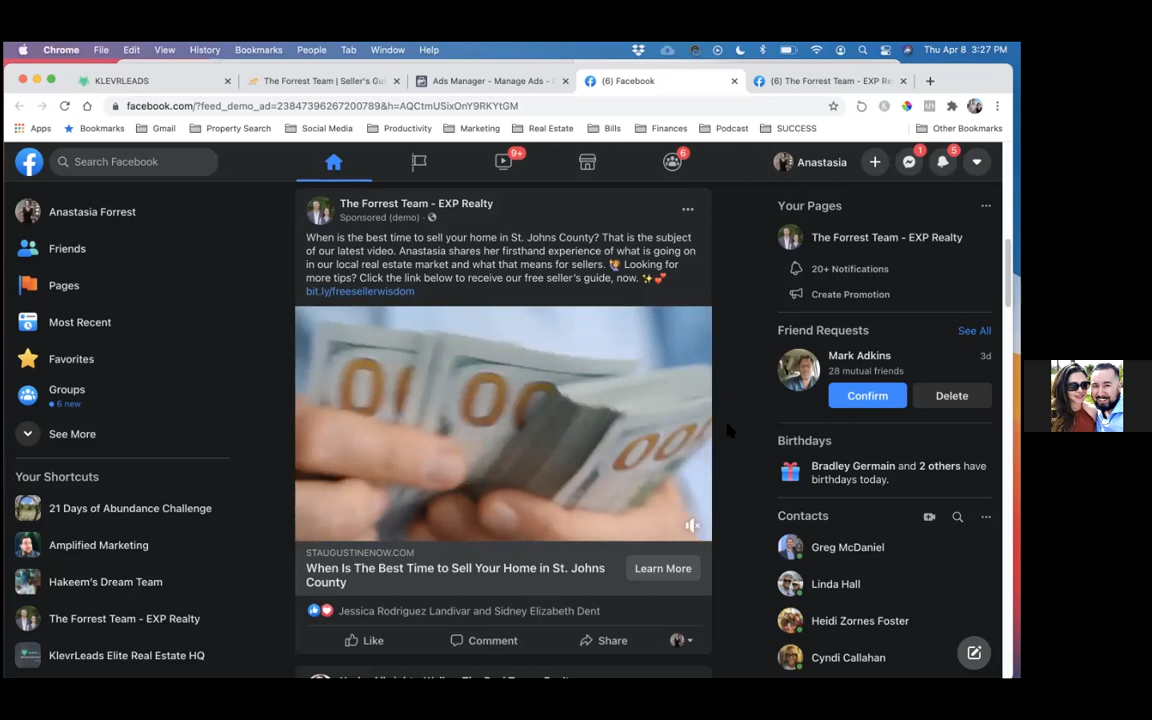 Chrome File Edit View History Bookmarks People Tab Window Help Thu Apr 8 3:27 PM
KLEVRLEADS
The Forrest Team | Seller's Gui
Ads Manager - Manage Ads -
(6) Facebook
(6) The Forrest Team - EXP Re
facebook.com/?feed_demo_ad=23847396267200789&h=AQCtmUSixOnY9RKYtGM
Apps Bookmarks Gmail Property Search Social Media Productivity Marketing Real Estate Bills Finances Podcast SUCCESS Other Bookmarks
Search Facebook
9+
6
Anastasia
1
5
Anastasia Forrest
Friends
Pages
Most Recent
Favorites
Groups
6 new
See More
Your Shortcuts
21 Days of Abundance Challenge
Amplified Marketing
Hakeem's Dream Team
The Forrest Team - EXP Realty
KlevrLeads Elite Real Estate HQ
The Forrest Team - EXP Realty
Sponsored (demo) ·
When is the best time to sell your home in St. Johns County? That is the subject
of our latest video. Anastasia shares her firsthand experience of what is going on
in our local real estate market and what that means for sellers. 🙋 Looking for
more tips? Click the link below to receive our free seller's guide, now. ✨💕
bit.ly/freesellerwisdom
STAUGUSTINENOW.COM
When Is The Best Time to Sell Your Home in St. Johns
County
Learn More
Jessica Rodriguez Landivar and Sidney Elizabeth Dent
Like Comment Share
Your Pages
The Forrest Team - EXP Realty
20+ Notifications
Create Promotion
Friend Requests See All
Mark Adkins 3d
28 mutual friends
Confirm Delete
Birthdays
Bradley Germain and 2 others have
birthdays today.
Contacts
Greg McDaniel
Linda Hall
Heidi Zornes Foster
Cyndi Callahan